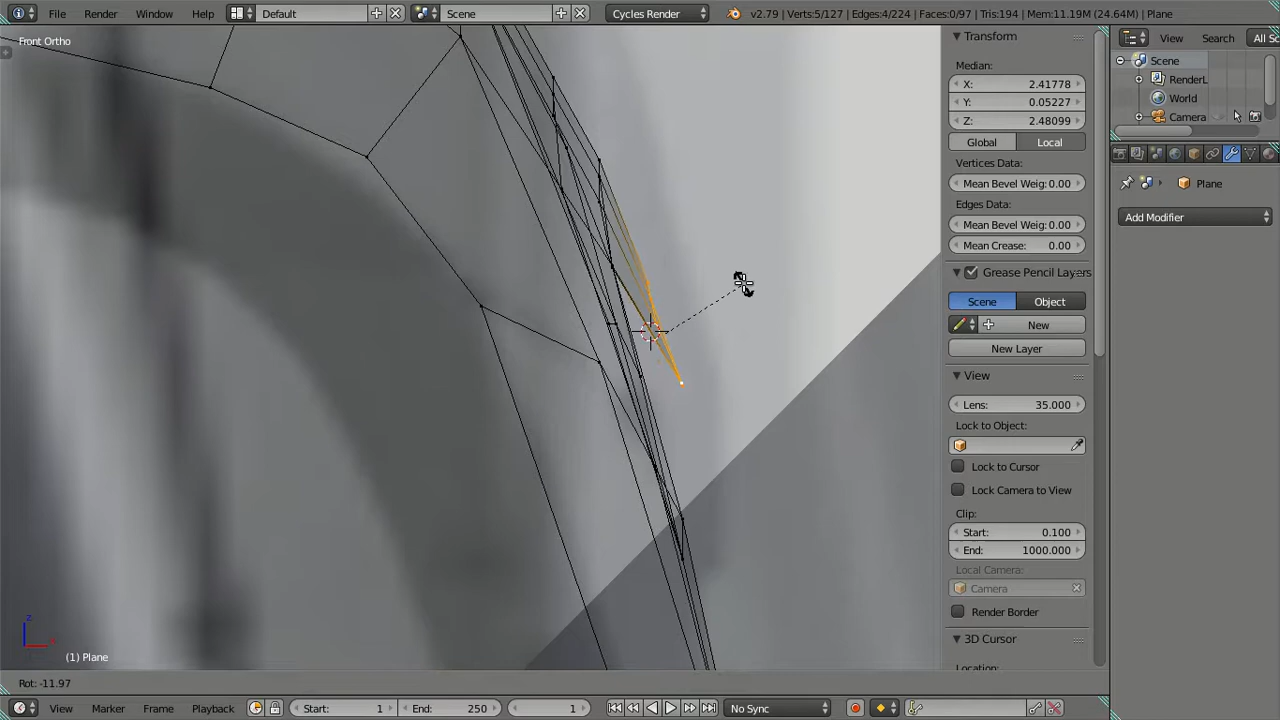 File Render Window Help Default Scene Cycles Render v2.79 | Verts:5/127 | Edges:4/224 | Faces:0/97 | Tris:194 | Mem:11.19M (24.64M) | Plane
Front Ortho
Transform
Median:
X: 2.41778
Y: 0.05227
Z: 2.48099
Global Local
Vertices Data:
Mean Bevel Weig: 0.00
Edges Data:
Mean Bevel Weig: 0.00
Mean Crease: 0.00
Grease Pencil Layers
Scene Object
New
New Layer
View
Lens: 35.000
Lock to Object:
Lock to Cursor
Lock Camera to View
Clip:
Start: 0.100
End: 1000.000
Local Camera:
Camera
Render Border
3D Cursor
Location:
View Search All Sc
Scene
RenderL
World
Camera
Plane
Add Modifier
z
(1) Plane
Rot: -11.97
View Marker Frame Playback Start: 1 End: 250 1 No Sync